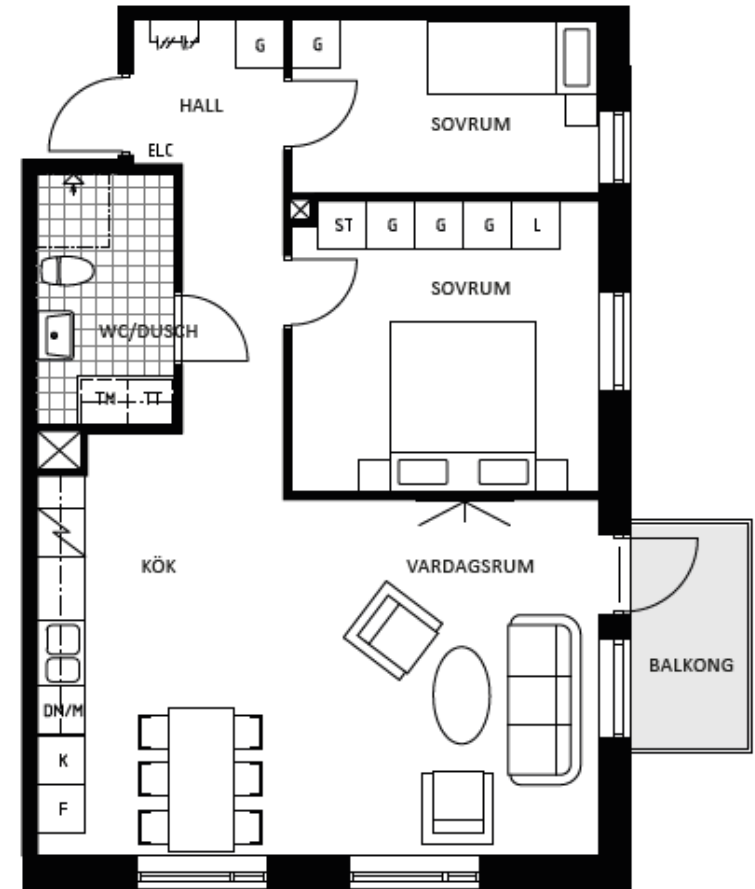 G
G
HALL
SOVRUM
ELC
ST G G G L
SOVRUM
WC/DUSCH
TM TT
KÖK
VARDAGSRUM
BALKONG
DM/M
K
F